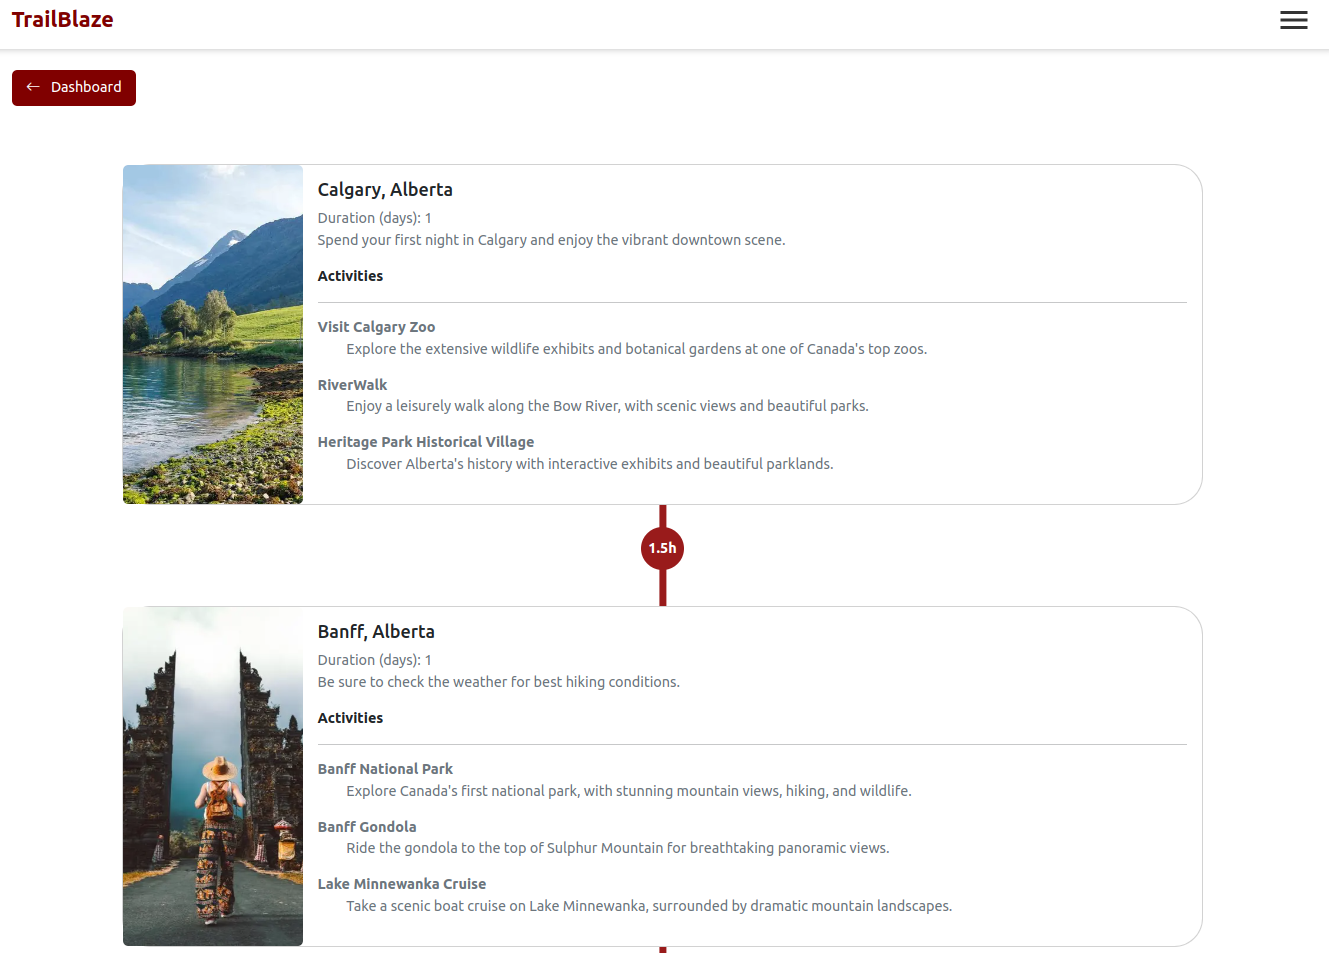 TrailBlaze
← Dashboard
Calgary, Alberta
Duration (days): 1
Spend your first night in Calgary and enjoy the vibrant downtown scene.
Activities
Visit Calgary Zoo
Explore the extensive wildlife exhibits and botanical gardens at one of Canada's top zoos.
RiverWalk
Enjoy a leisurely walk along the Bow River, with scenic views and beautiful parks.
Heritage Park Historical Village
Discover Alberta's history with interactive exhibits and beautiful parklands.
1.5h
Banff, Alberta
Duration (days): 1
Be sure to check the weather for best hiking conditions.
Activities
Banff National Park
Explore Canada's first national park, with stunning mountain views, hiking, and wildlife.
Banff Gondola
Ride the gondola to the top of Sulphur Mountain for breathtaking panoramic views.
Lake Minnewanka Cruise
Take a scenic boat cruise on Lake Minnewanka, surrounded by dramatic mountain landscapes.